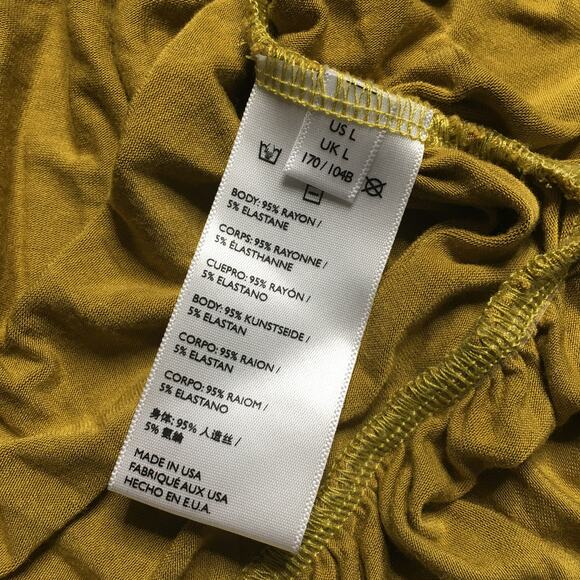 US L
UK L
170 / 104B
BODY: 95% RAYON /
5% ELASTANE
CORPS: 95% RAYONNE /
5% ÉLASTHANNE
CUEPRO: 95% RAYÓN /
5% ELASTANO
BODY: 95% KUNSTSEIDE /
5% ELASTAN
CORPO: 95% RAION /
5% ELASTAN
CORPO: 95% RAIOM /
5% ELASTANO
身体: 95% 人造丝 /
5% 氨綸
MADE IN USA
FABRIQUÉ AUX USA
HECHO EN E.U.A.